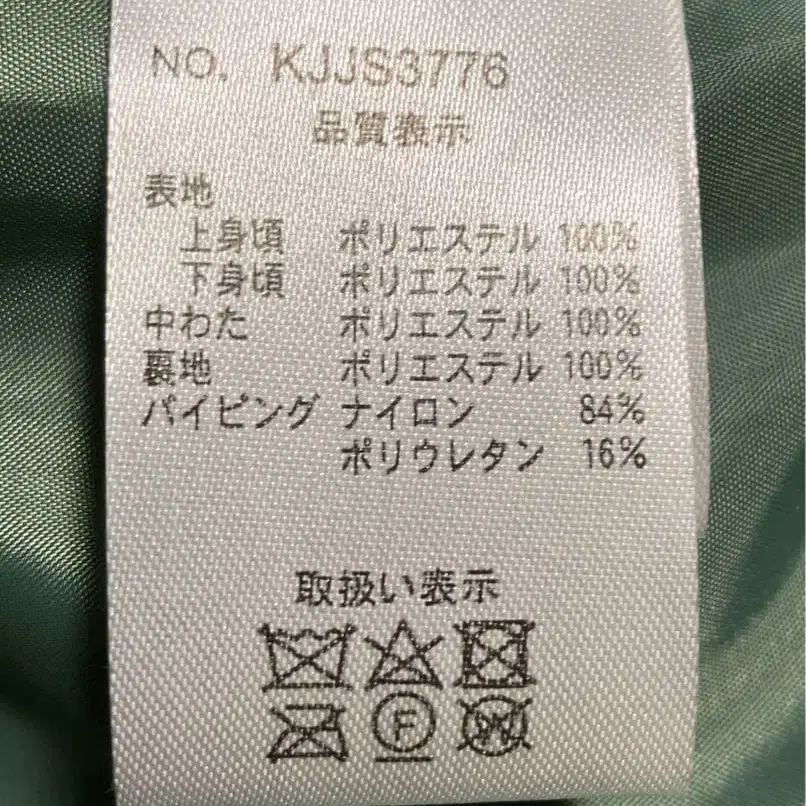 NO. KJJS3776
品質表示
表地
上身頃 ポリエステル 100%
下身頃 ポリエステル 100%
中わた ポリエステル 100%
裏地 ポリエステル 100%
パイピング ナイロン 84%
ポリウレタン 16%
取扱い表示
F W